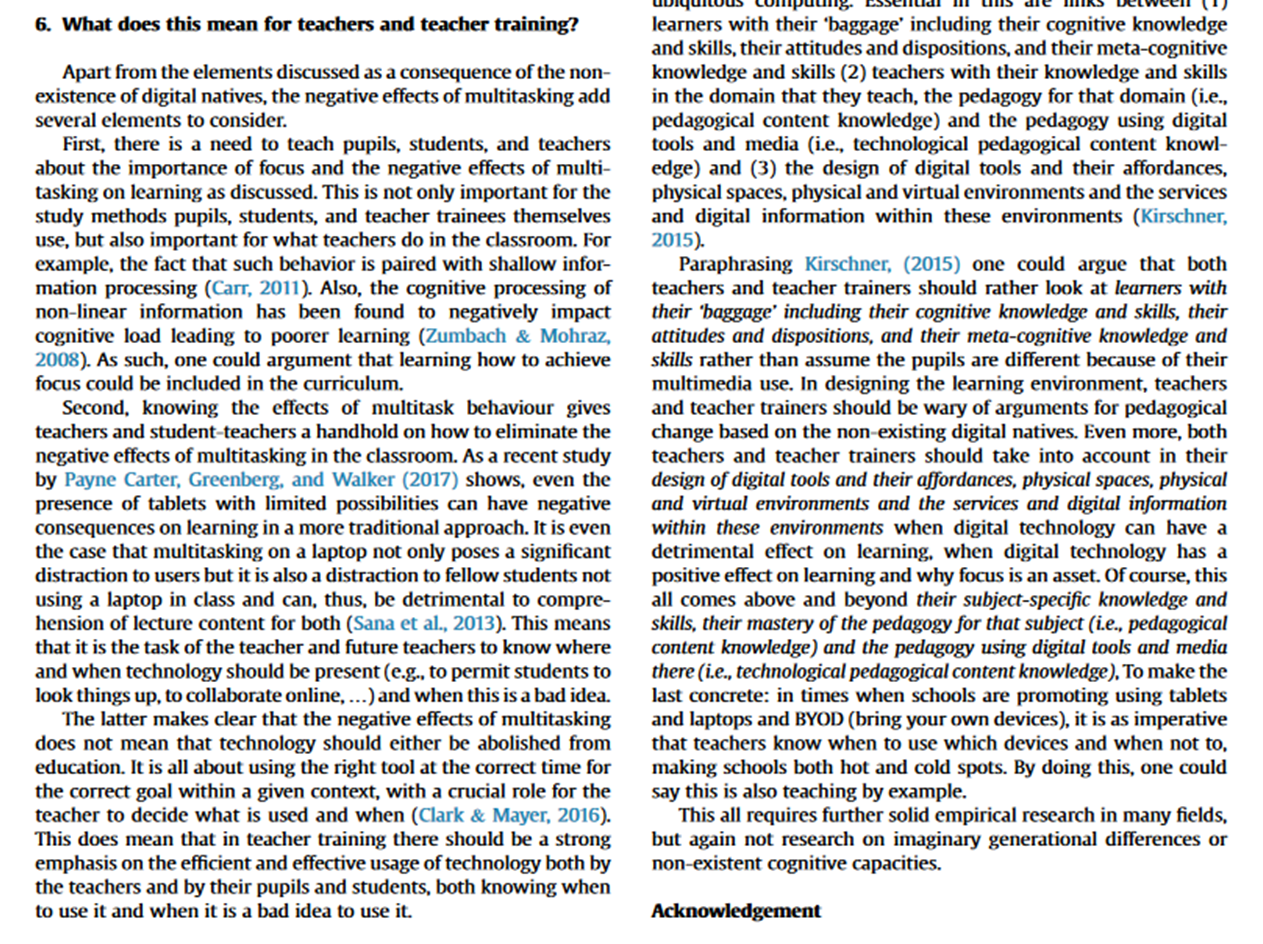 6. What does this mean for teachers and teacher training?
Apart from the elements discussed as a consequence of the non-
existence of digital natives, the negative effects of multitasking add
several elements to consider.
First, there is a need to teach pupils, students, and teachers
about the importance of focus and the negative effects of multi-
tasking on learning as discussed. This is not only important for the
study methods pupils, students, and teacher trainees themselves
use, but also important for what teachers do in the classroom. For
example, the fact that such behavior is paired with shallow infor-
mation processing (Carr, 2011). Also, the cognitive processing of
non-linear information has been found to negatively impact
cognitive load leading to poorer learning (Zumbach & Mohraz,
2008). As such, one could argument that learning how to achieve
focus could be included in the curriculum.
Second, knowing the effects of multitask behaviour gives
teachers and student-teachers a handhold on how to eliminate the
negative effects of multitasking in the classroom. As a recent study
by Payne Carter, Greenberg, and Walker (2017) shows, even the
presence of tablets with limited possibilities can have negative
consequences on learning in a more traditional approach. It is even
the case that multitasking on a laptop not only poses a significant
distraction to users but it is also a distraction to fellow students not
using a laptop in class and can, thus, be detrimental to compre-
hension of lecture content for both (Sana et al., 2013). This means
that it is the task of the teacher and future teachers to know where
and when technology should be present (e.g., to permit students to
look things up, to collaborate online, …) and when this is a bad idea.
The latter makes clear that the negative effects of multitasking
does not mean that technology should either be abolished from
education. It is all about using the right tool at the correct time for
the correct goal within a given context, with a crucial role for the
teacher to decide what is used and when (Clark & Mayer, 2016).
This does mean that in teacher training there should be a strong
emphasis on the efficient and effective usage of technology both by
the teachers and by their pupils and students, both knowing when
to use it and when it is a bad idea to use it.
ubiquitous computing. Essential in this are links between (1)
learners with their 'baggage' including their cognitive knowledge
and skills, their attitudes and dispositions, and their meta-cognitive
knowledge and skills (2) teachers with their knowledge and skills
in the domain that they teach, the pedagogy for that domain (i.e.,
pedagogical content knowledge) and the pedagogy using digital
tools and media (i.e., technological pedagogical content knowl-
edge) and (3) the design of digital tools and their affordances,
physical spaces, physical and virtual environments and the services
and digital information within these environments (Kirschner,
2015).
Paraphrasing Kirschner, (2015) one could argue that both
teachers and teacher trainers should rather look at learners with
their 'baggage' including their cognitive knowledge and skills, their
attitudes and dispositions, and their meta-cognitive knowledge and
skills rather than assume the pupils are different because of their
multimedia use. In designing the learning environment, teachers
and teacher trainers should be wary of arguments for pedagogical
change based on the non-existing digital natives. Even more, both
teachers and teacher trainers should take into account in their
design of digital tools and their affordances, physical spaces, physical
and virtual environments and the services and digital information
within these environments when digital technology can have a
detrimental effect on learning, when digital technology has a
positive effect on learning and why focus is an asset. Of course, this
all comes above and beyond their subject-specific knowledge and
skills, their mastery of the pedagogy for that subject (i.e., pedagogical
content knowledge) and the pedagogy using digital tools and media
there (i.e., technological pedagogical content knowledge), To make the
last concrete: in times when schools are promoting using tablets
and laptops and BYOD (bring your own devices), it is as imperative
that teachers know when to use which devices and when not to,
making schools both hot and cold spots. By doing this, one could
say this is also teaching by example.
This all requires further solid empirical research in many fields,
but again not research on imaginary generational differences or
non-existent cognitive capacities.
Acknowledgement